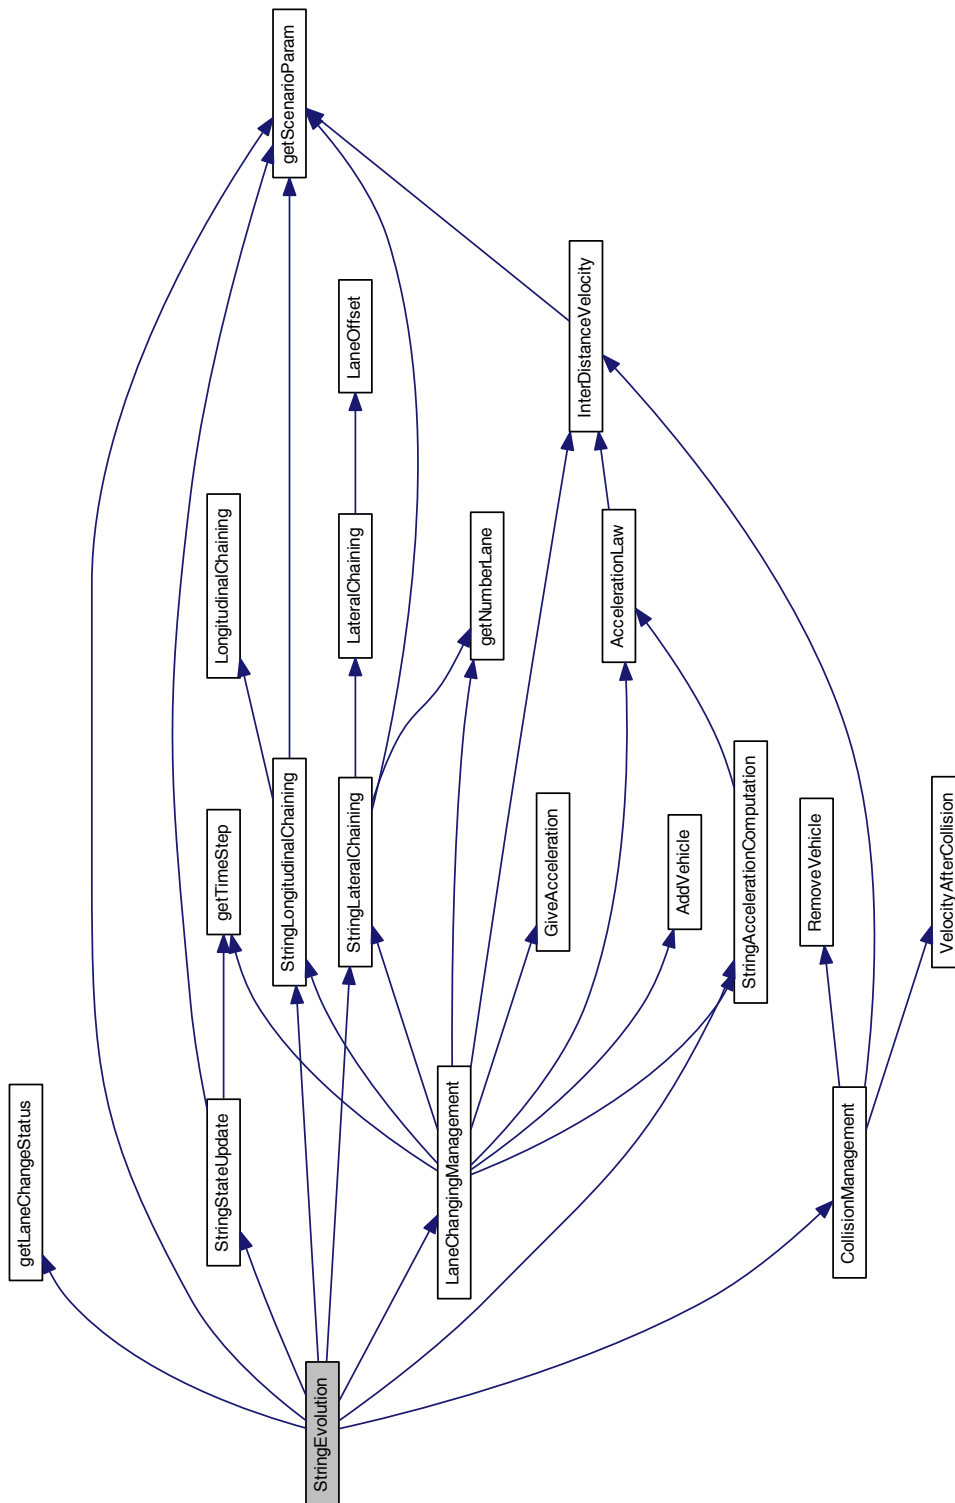 StringEvolution
getLaneChangeStatus
getScenarioParam
StringStateUpdate
getTimeStep
LongitudinalChaining
StringLongitudinalChaining
StringLateralChaining
LateralChaining
LaneOffset
LaneChangingManagement
getNumberLane
GiveAcceleration
InterDistanceVelocity
AccelerationLaw
AddVehicle
StringAccelerationComputation
CollisionManagement
RemoveVehicle
VelocityAfterCollision